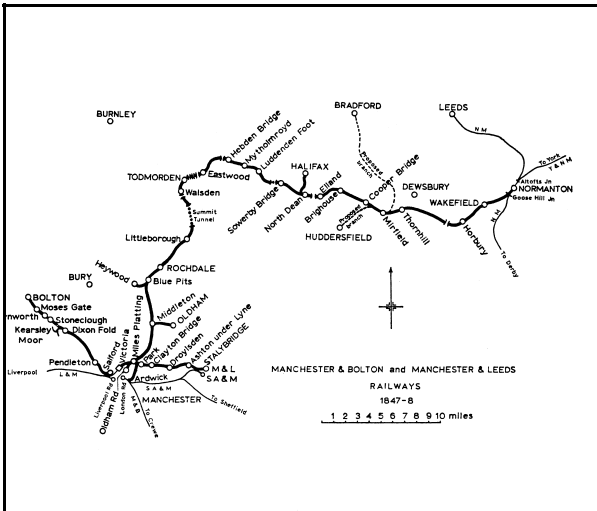 BURNLEY
BRADFORD
LEEDS
N M
To York
T & N M
Altofts Jn
NORMANTON
Goose Hill Jn
N M
To Derby
WAKEFIELD
Horbury
DEWSBURY
Thornhill
Mirfield
Cooper Bridge
Proposed branch
Proposed branch
HUDDERSFIELD
Brighouse
Elland
North Dean
HALIFAX
Sowerby Bridge
Luddenden Foot
Mytholmroyd
Hebden Bridge
Eastwood
TODMORDEN
Walsden
Summit
Tunnel
Littleborough
ROCHDALE
Blue Pits
Heywood
BURY
Middleton
OLDHAM
BOLTON
Moses Gate
nworth
Stoneclough
Kearsley
Moor
Dixon Fold
Pendleton
Salford
Victoria
Miles Platting
Park
Clayton Bridge
Droylsden
Ashton under Lyne
STALYBRIDGE
M & L
S A & M
Liverpool
L & M
Liverpool Rd
Oldham Rd
London Rd
Ardwick
S A & M
M & B
MANCHESTER
To Crewe
To Sheffield
MANCHESTER & BOLTON and MANCHESTER & LEEDS
RAILWAYS
1847-8
1 2 3 4 5 6 7 8 9 10 miles